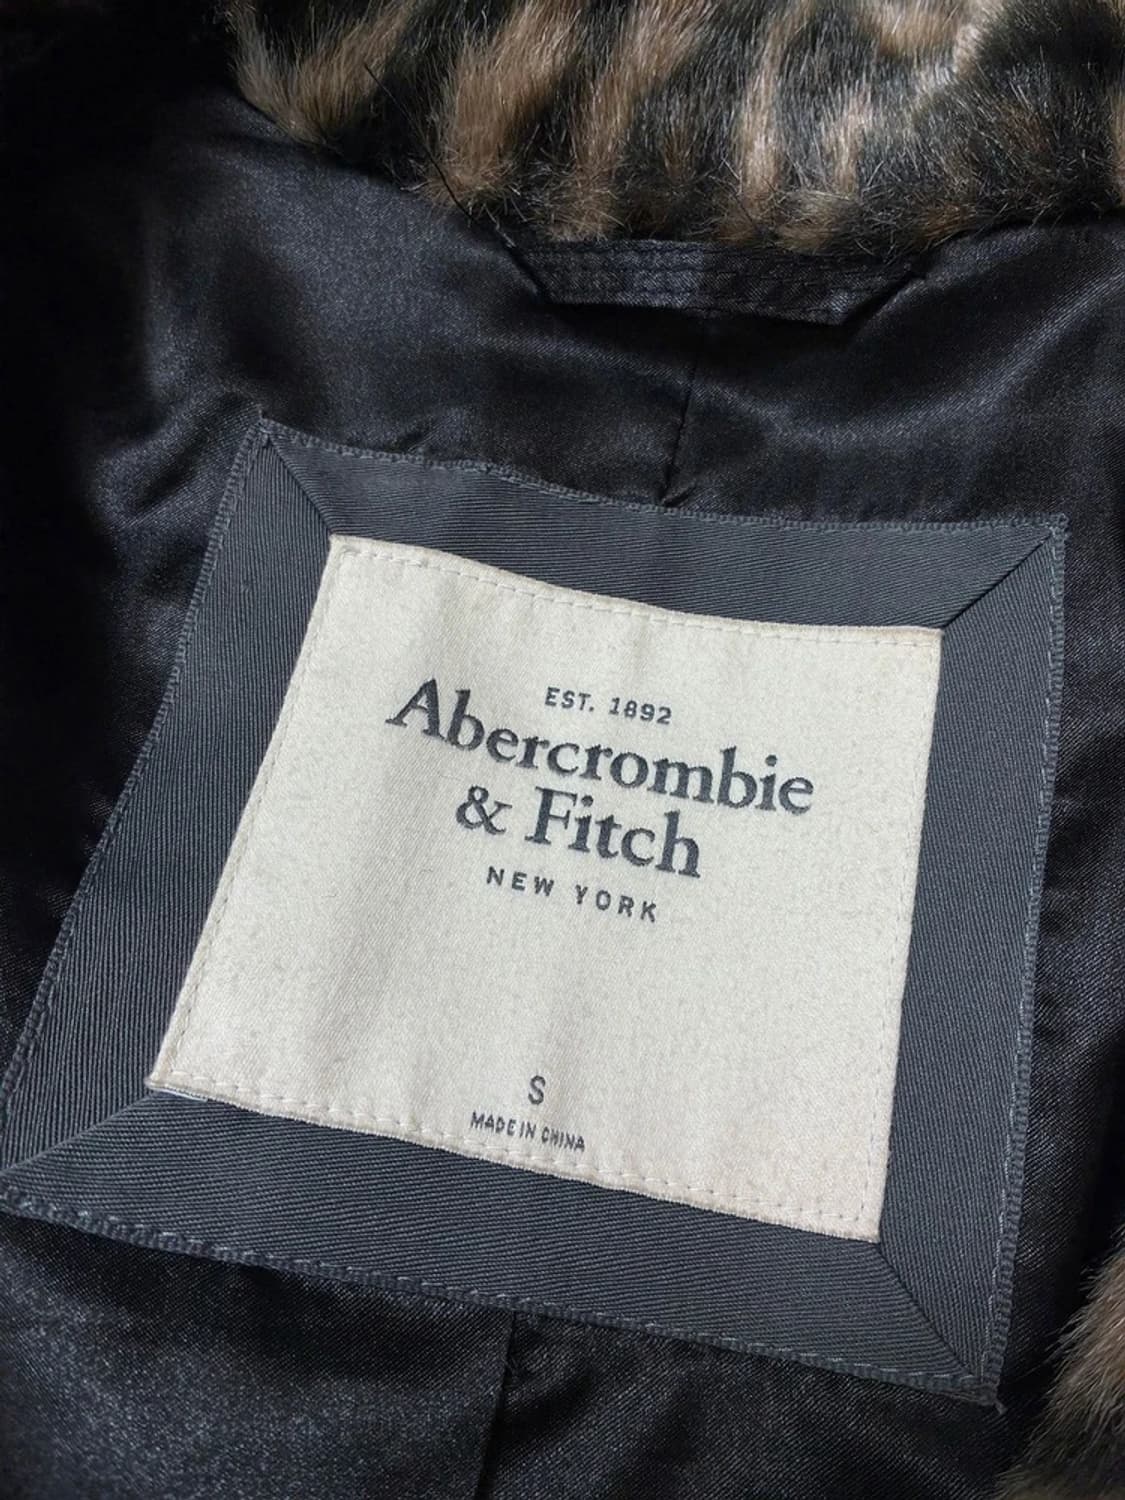 EST. 1892
Abercrombie
& Fitch
NEW YORK
S
MADE IN CHINA